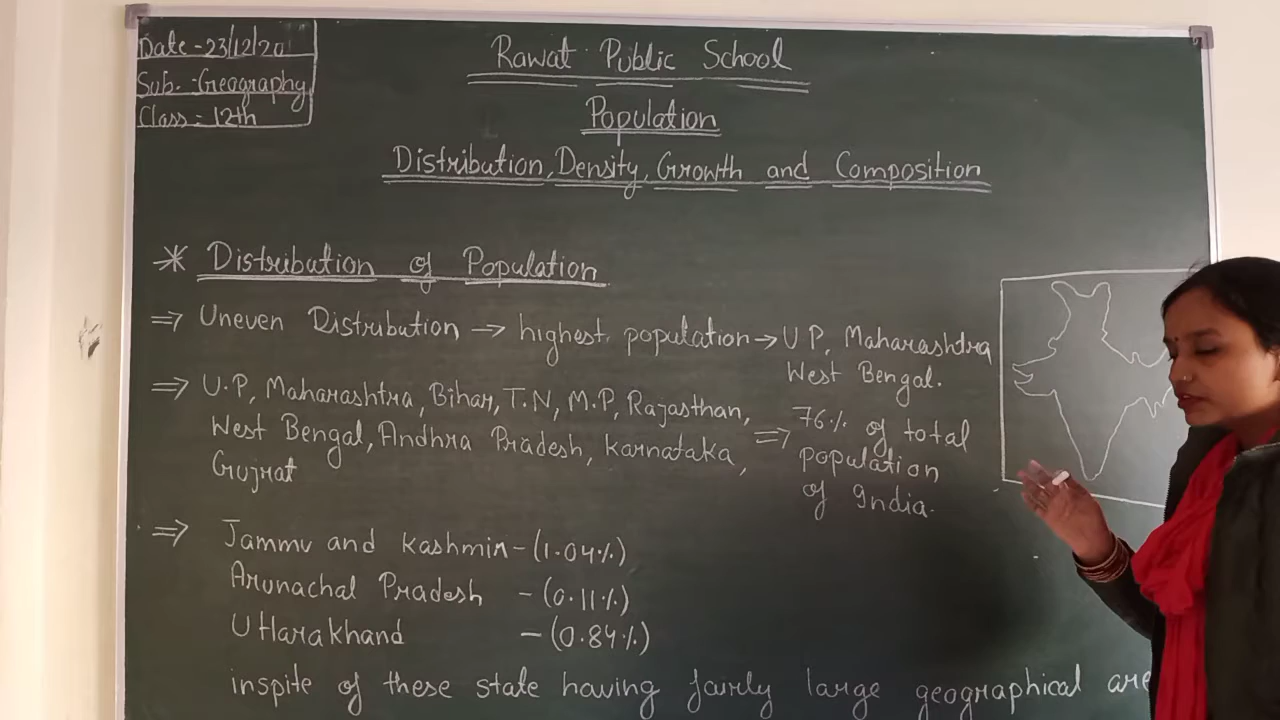 Date -23/12/20
Sub. -Geography
Class: 12th
Rawat Public School
Population
Distribution, Density, Growth and Composition
* Distribution of Population
⇒ Uneven Distribution → highest population → U P, Maharashtra
West Bengal.
⇒ U.P, Maharashtra, Bihar, T.N, M.P, Rajasthan,
West Bengal, Andhra Pradesh, Karnataka,
Gujrat
⇒ 76% of total
population
of India.
⇒ Jammu and Kashmir - (1.04%)
Arunachal Pradesh - (0.11%)
Uttarakhand - (0.84%)
inspite of these state having fairly large geographical are